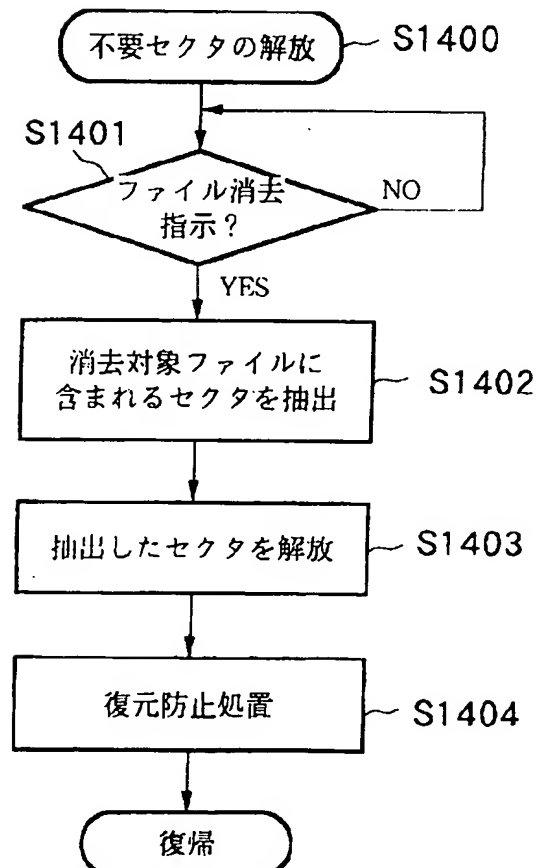 不要セクタの解放
S1400
S1401
ファイル消去
指示?
NO
YES
消去対象ファイルに
含まれるセクタを抽出
S1402
抽出したセクタを解放
S1403
復元防止処置
S1404
復帰